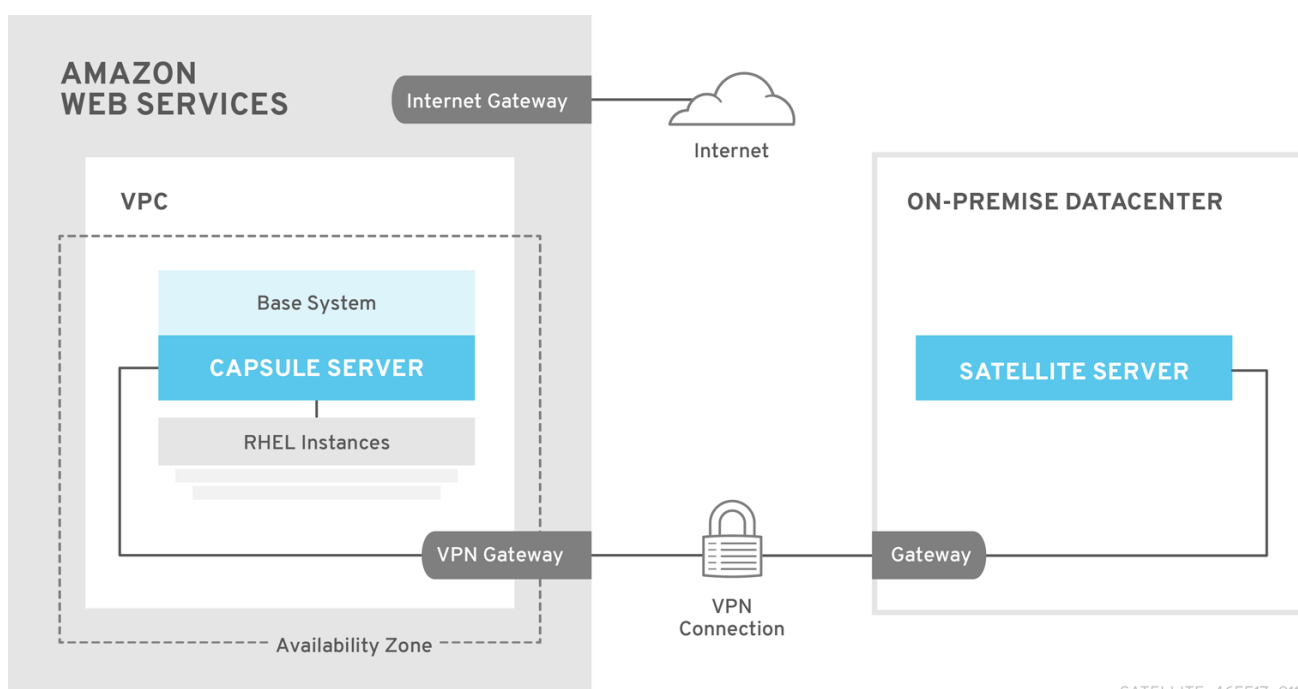 AMAZON
WEB SERVICES
Internet Gateway
Internet
VPC
ON-PREMISE DATACENTER
Base System
CAPSULE SERVER
SATELLITE SERVER
RHEL Instances
VPN Gateway
Gateway
VPN
Connection
Availability Zone